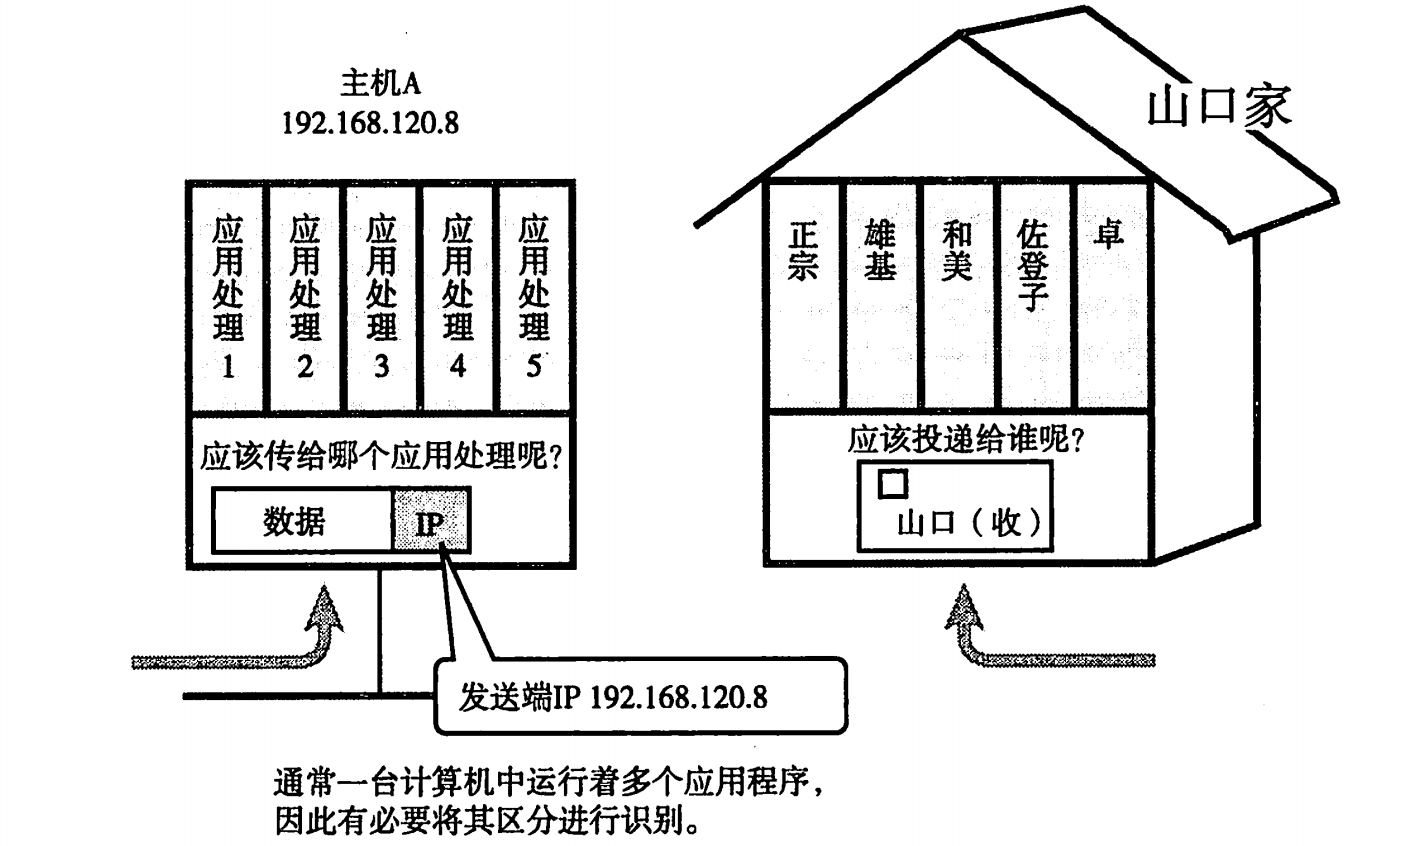 主机A
192.168.120.8
应用处理1
应用处理2
应用处理3
应用处理4
应用处理5
应该传给哪个应用处理呢?
数据
IP
发送端IP 192.168.120.8
山口家
正宗
雄基
和美
佐登子
卓
应该投递给谁呢?
山口(收)
通常一台计算机中运行着多个应用程序,
因此有必要将其区分进行识别。